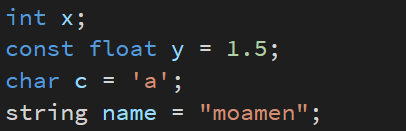 int x;
const float y = 1.5;
char c = 'a';
string name = "moamen";